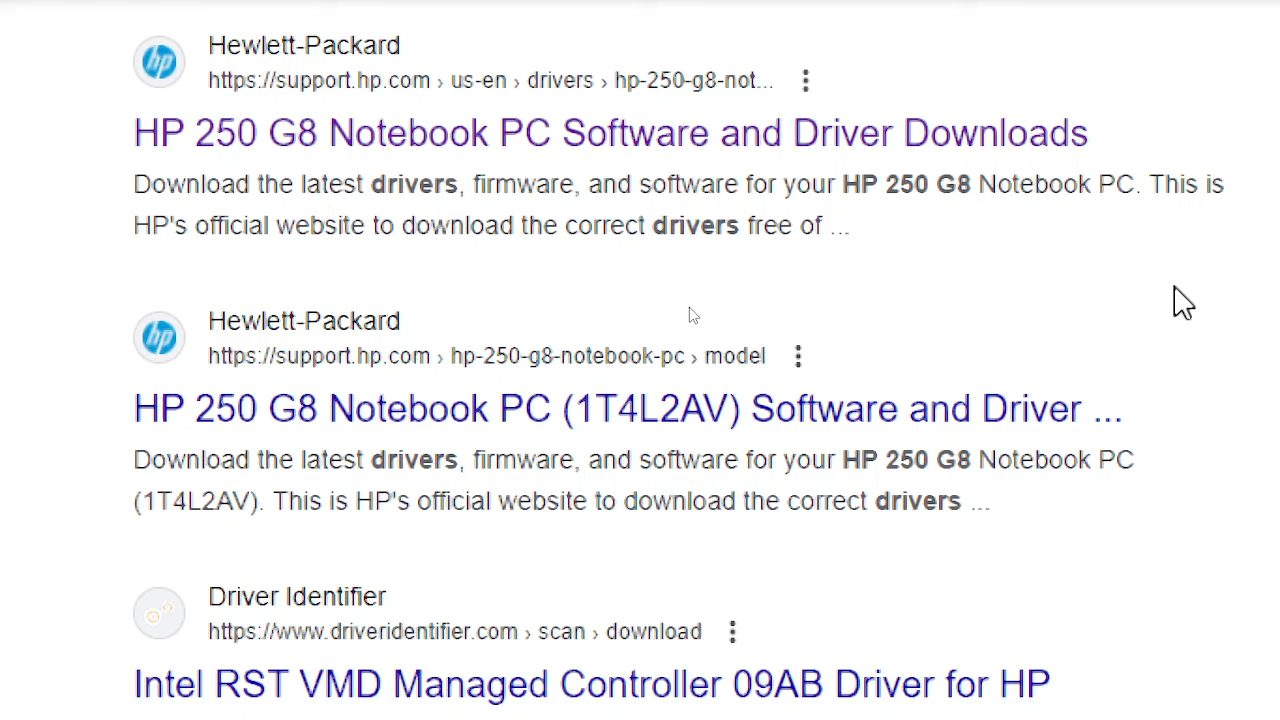 hp
Hewlett-Packard
https://support.hp.com › us-en › drivers › hp-250-g8-not...
HP 250 G8 Notebook PC Software and Driver Downloads
Download the latest drivers, firmware, and software for your HP 250 G8 Notebook PC. This is
HP's official website to download the correct drivers free of ...
hp
Hewlett-Packard
https://support.hp.com › hp-250-g8-notebook-pc › model
HP 250 G8 Notebook PC (1T4L2AV) Software and Driver ...
Download the latest drivers, firmware, and software for your HP 250 G8 Notebook PC
(1T4L2AV). This is HP's official website to download the correct drivers ...
Driver Identifier
https://www.driveridentifier.com › scan › download
Intel RST VMD Managed Controller 09AB Driver for HP